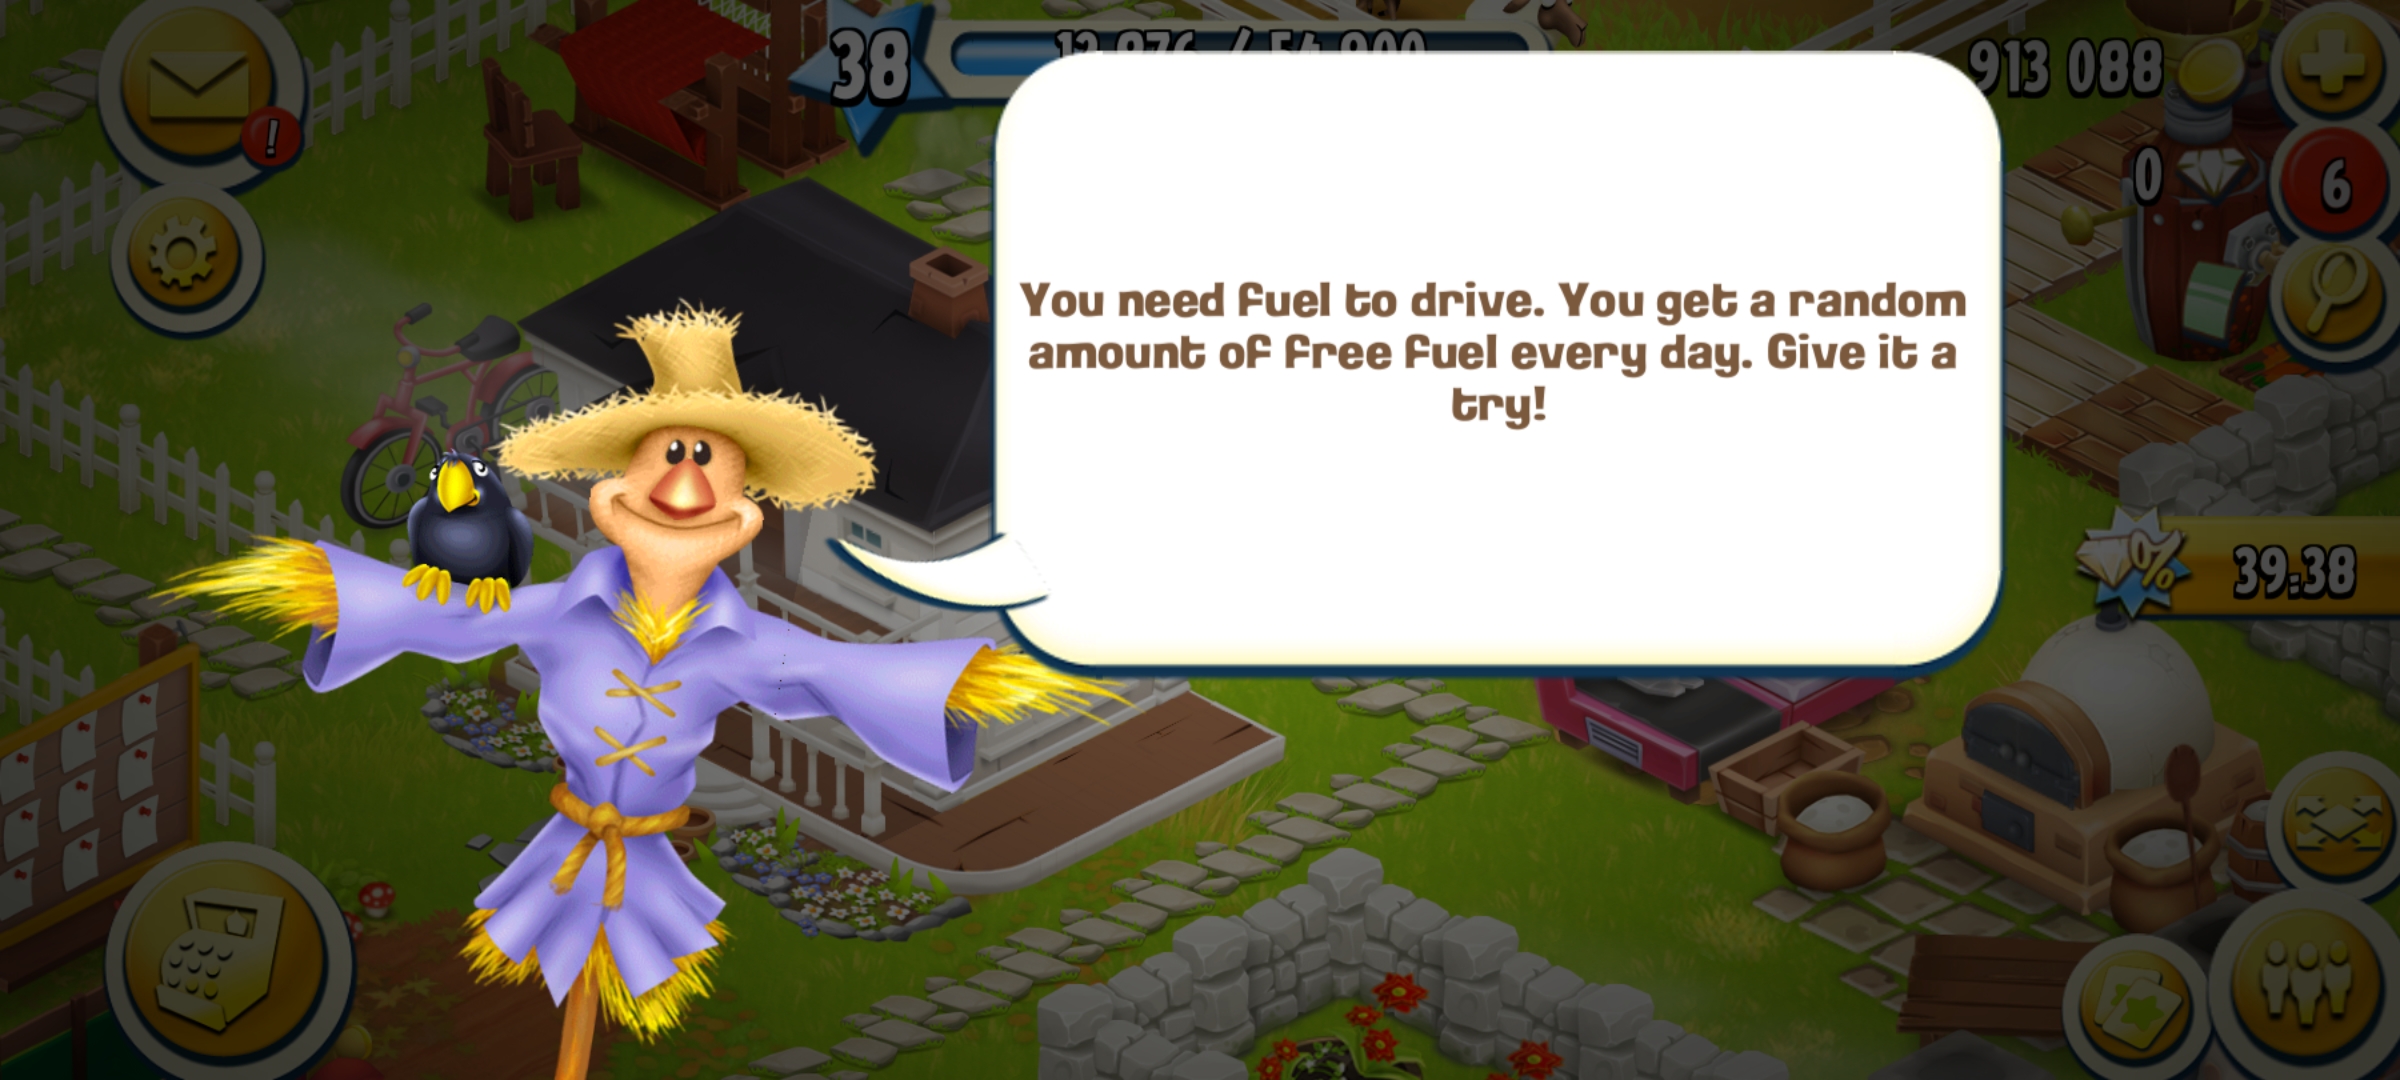 38
913 088
0
6
You need fuel to drive. You get a random
amount of free fuel every day. Give it a
try!
%
39:38
!